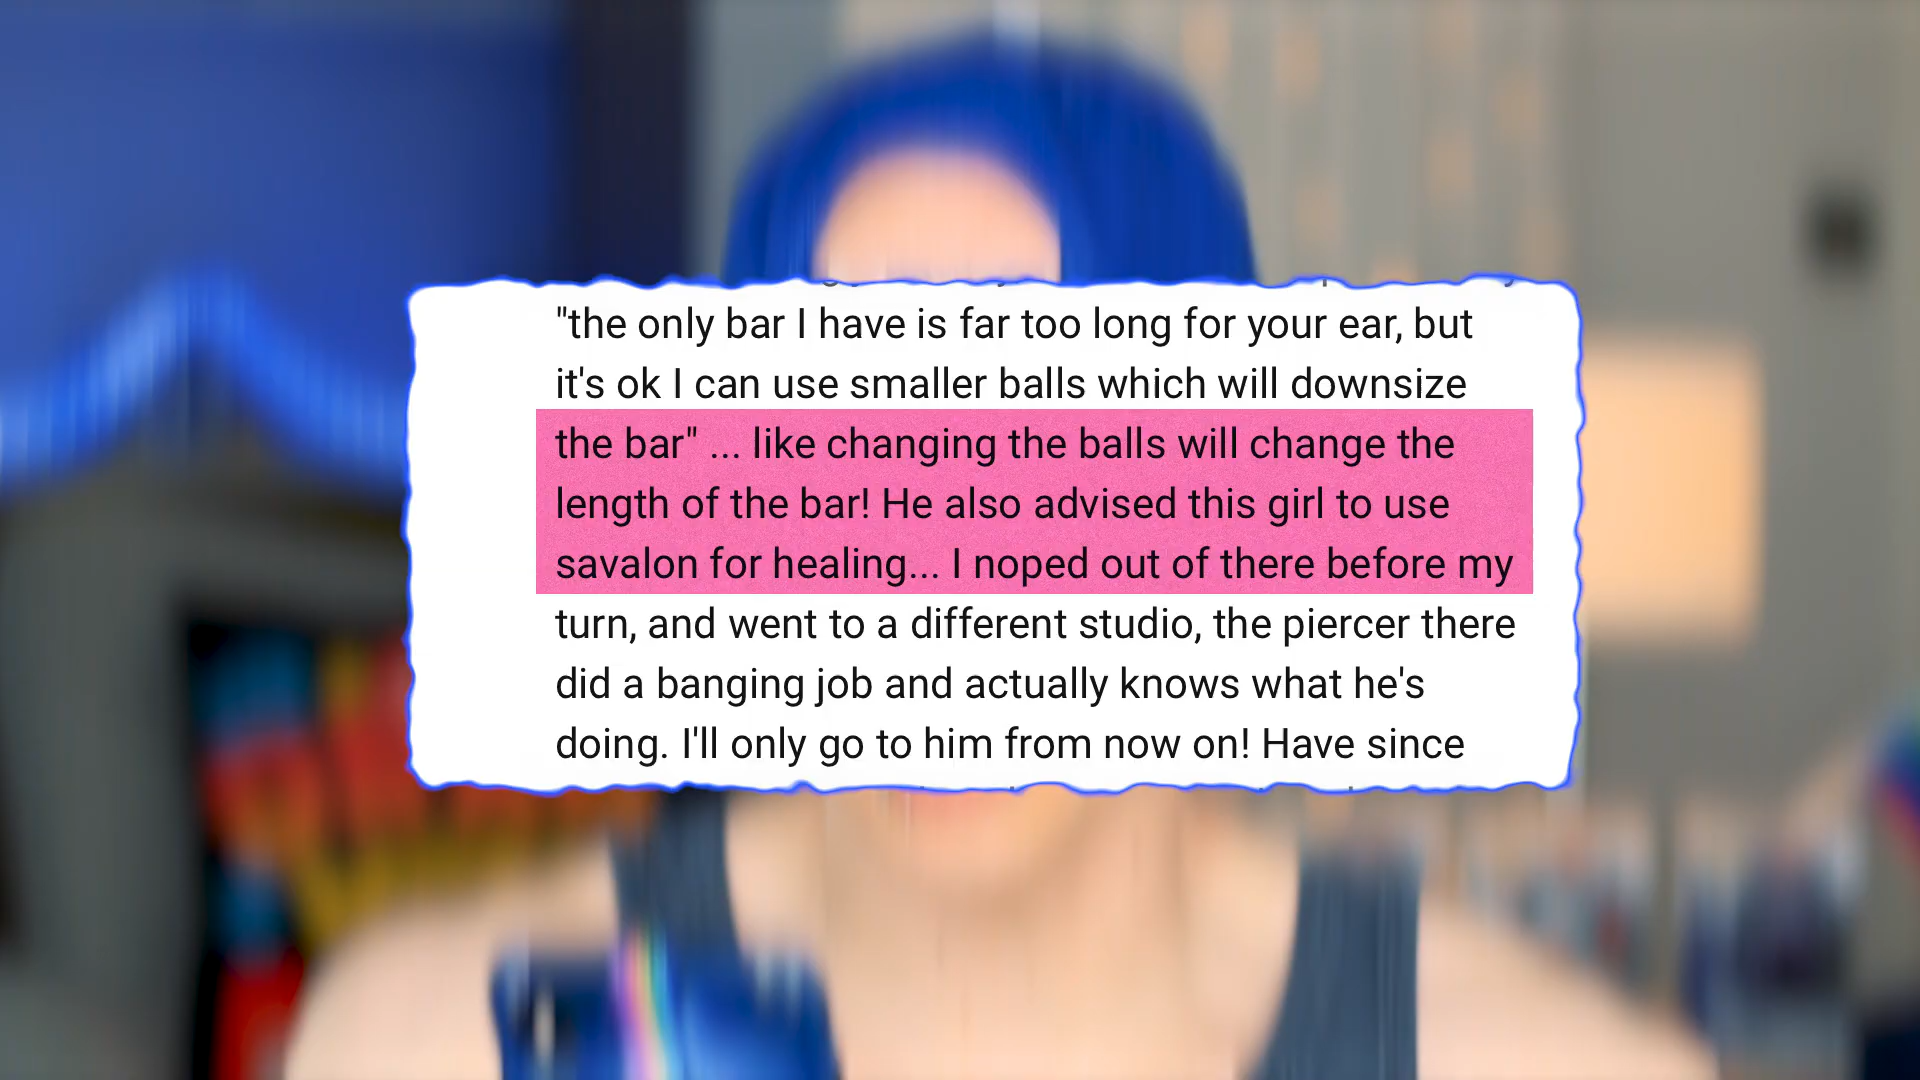 "the only bar I have is far too long for your ear, but
it's ok I can use smaller balls which will downsize
the bar" ... like changing the balls will change the
length of the bar! He also advised this girl to use
savalon for healing... I noped out of there before my
turn, and went to a different studio, the piercer there
did a banging job and actually knows what he's
doing. I'll only go to him from now on! Have since